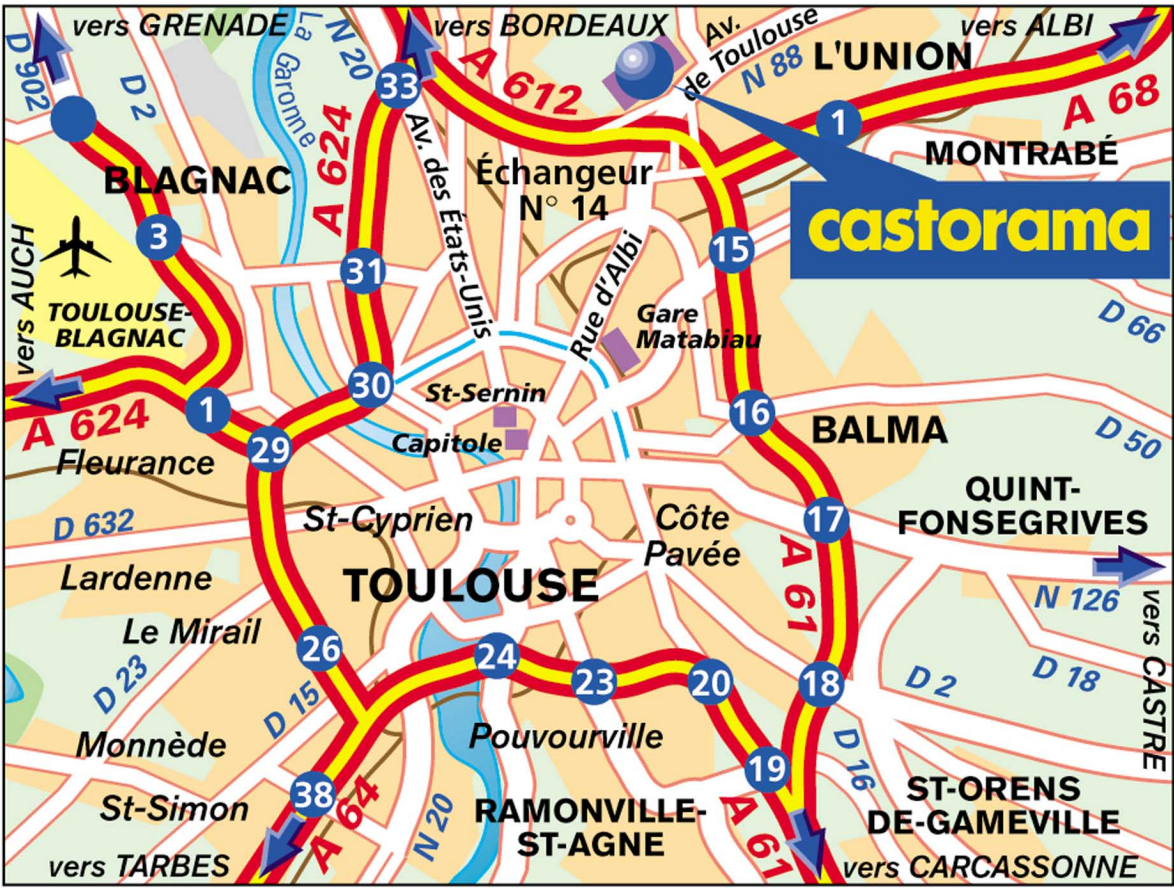 vers GRENADE
vers BORDEAUX
vers ALBI
D 902
D 2
La Garonne
N 20
33
A 612
Av.
de Toulouse
N 88
L'UNION
A 68
1
MONTRABÉ
A 624
Av. des États-Unis
Échangeur
N° 14
castorama
BLAGNAC
3
31
15
vers AUCH
TOULOUSE-
BLAGNAC
Rue d'Albi
Gare
Matabiau
D 66
30
St-Sernin
Capitole
16
BALMA
D 50
1
A 624
29
Fleurance
QUINT-
FONSEGRIVES
D 632
St-Cyprien
Côte
Pavée
17
A 61
N 126
vers CASTRE
Lardenne
TOULOUSE
Le Mirail
26
24
23
20
18
D 2
D 18
D 23
D 15
Monnède
Pouvourville
19
D 16
St-Simon
38
A 64
N 20
RAMONVILLE-
ST-AGNE
A 61
ST-ORENS
DE-GAMEVILLE
vers TARBES
vers CARCASSONNE